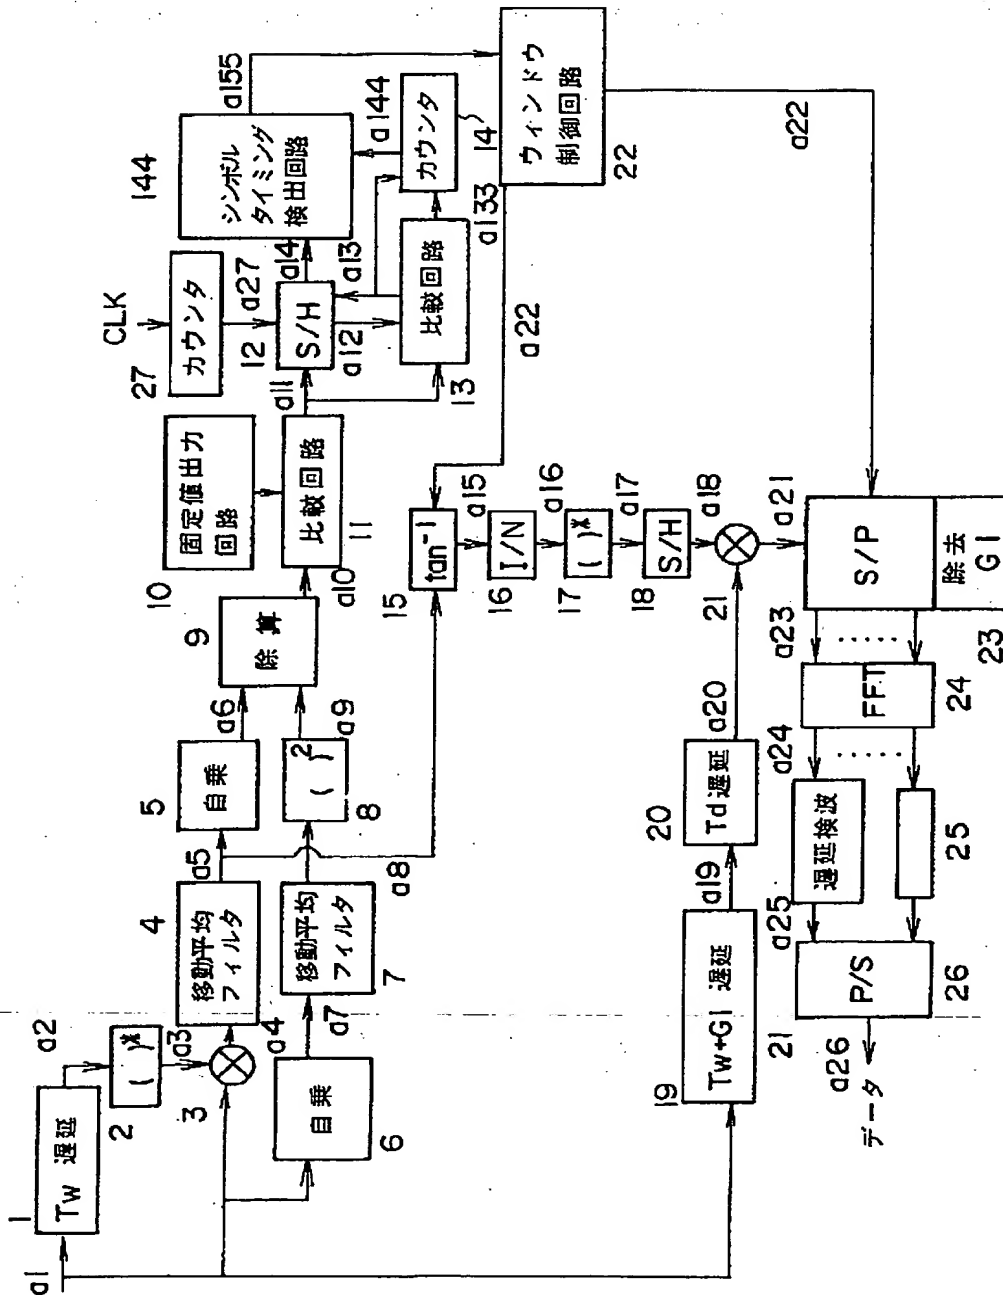 a1
1
Tw 遅延
a2
( )*
2
a3
3
a4
移動平均
フィルタ
4
a5
自乗
5
a6
自乗
6
a7
移動平均
フィルタ
7
a8
( )²
8
a9
除算
9
a10
固定値出力
回路
10
比較回路
11
a11
CLK
カウンタ
27
a27
S/H
12
a12
a13
比較回路
13
a133
a14
シンボル
タイミング
検出回路
144
カウンタ
14'
a144
a155
ウィンドウ
制御回路
22
a22
a22
tan⁻¹
15
a15
1/N
16
a16
( )*
17
a17
S/H
18
a18
19
Tw+GI 遅延
21
a19
Td遅延
20
a20
21
a21
S/P
除去
GI
23
a23
.....
FFT
24
a24
.....
遅延検波
25
a25
P/S
26
a26
データ